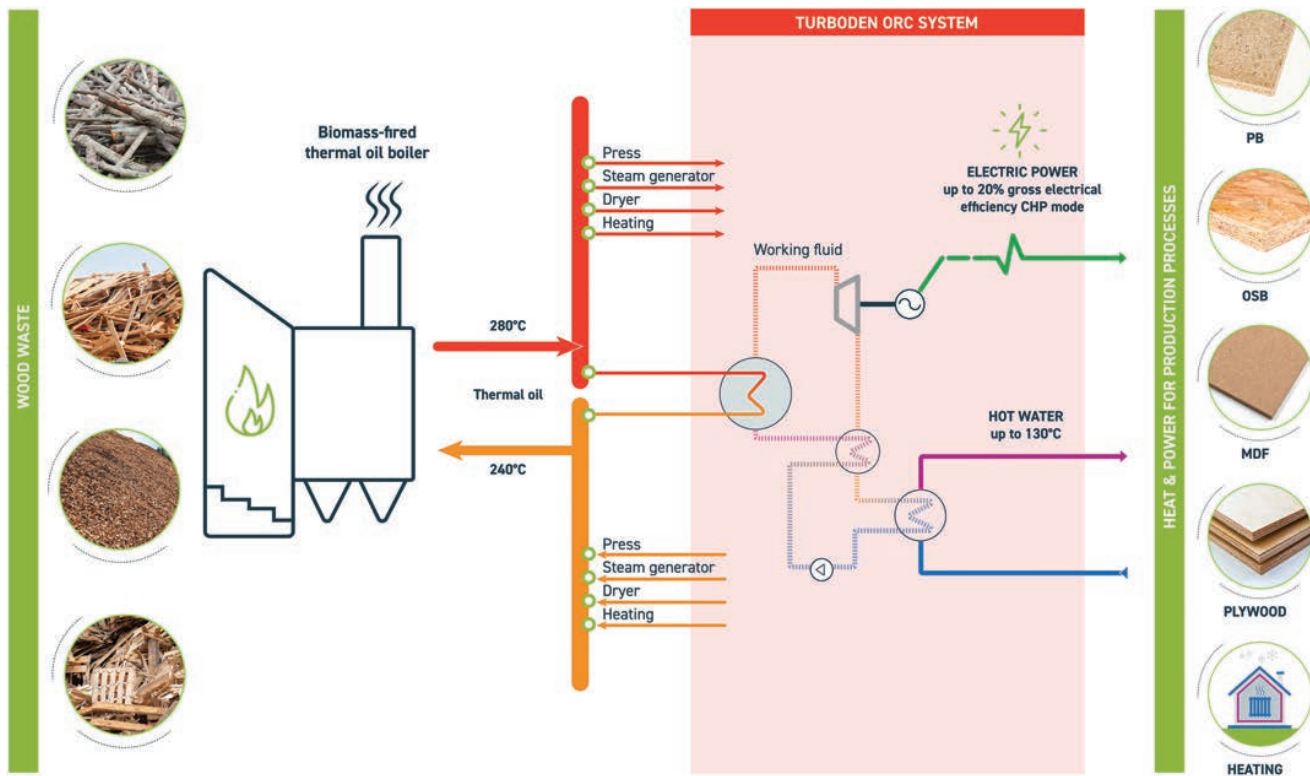 WOOD WASTE
Biomass-fired
thermal oil boiler
280°C
Thermal oil
240°C
Press
Steam generator
Dryer
Heating
Press
Steam generator
Dryer
Heating
TURBODEN ORC SYSTEM
ELECTRIC POWER
up to 20% gross electrical
efficiency CHP mode
Working fluid
HOT WATER
up to 130°C
HEAT & POWER FOR PRODUCTION PROCESSES
PB
OSB
MDF
PLYWOOD
HEATING